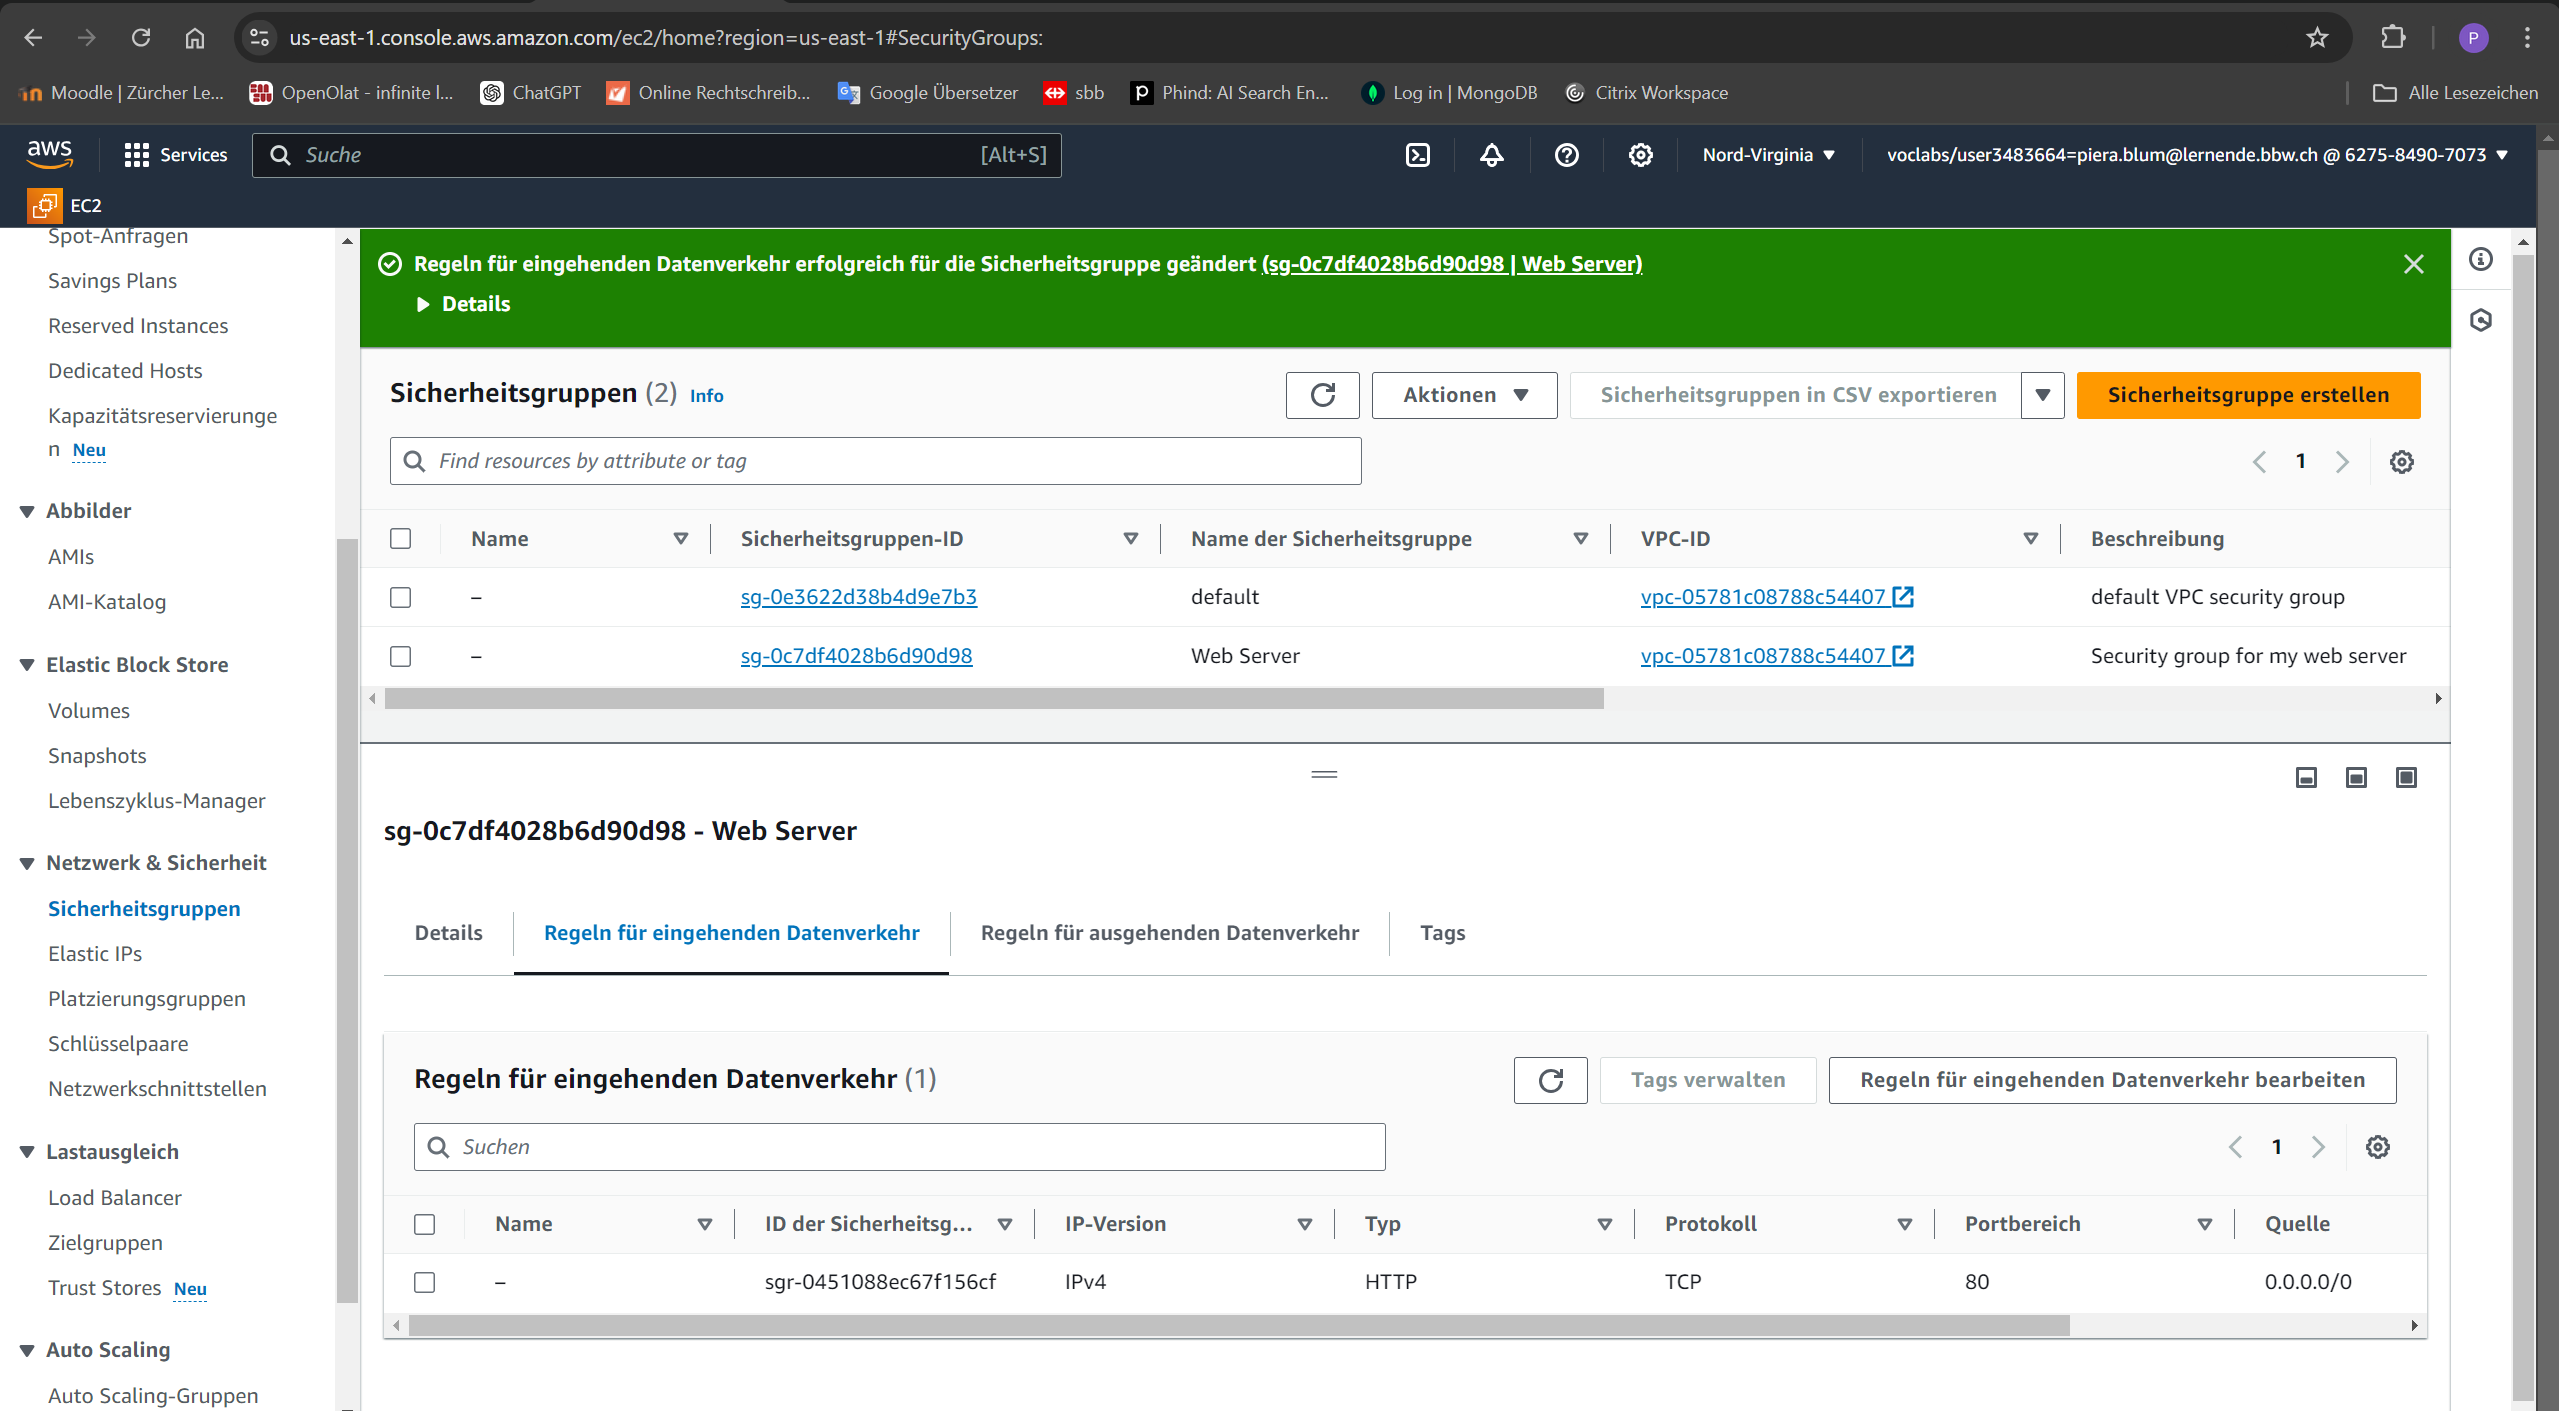 us-east-1.console.aws.amazon.com/ec2/home?region=us-east-1#SecurityGroups:
P
Moodle | Zürcher Le...
OpenOlat - infinite l...
ChatGPT
Online Rechtschreib...
Google Übersetzer
sbb
Phind: AI Search En...
Log in | MongoDB
Citrix Workspace
Alle Lesezeichen
aws
Services
Suche
[Alt+S]
Nord-Virginia
voclabs/user3483664=piera.blum@lernende.bbw.ch @ 6275-8490-7073
EC2
Spot-Anfragen
Savings Plans
Reserved Instances
Dedicated Hosts
Kapazitätsreservierunge
n Neu
Abbilder
AMIs
AMI-Katalog
Elastic Block Store
Volumes
Snapshots
Lebenszyklus-Manager
Netzwerk & Sicherheit
Sicherheitsgruppen
Elastic IPs
Platzierungsgruppen
Schlüsselpaare
Netzwerkschnittstellen
Lastausgleich
Load Balancer
Zielgruppen
Trust Stores Neu
Auto Scaling
Auto Scaling-Gruppen
Regeln für eingehenden Datenverkehr erfolgreich für die Sicherheitsgruppe geändert (sg-0c7df4028b6d90d98 | Web Server)
Details
Sicherheitsgruppen (2) Info
Aktionen
Sicherheitsgruppen in CSV exportieren
Sicherheitsgruppe erstellen
Find resources by attribute or tag
1
Name Sicherheitsgruppen-ID Name der Sicherheitsgruppe VPC-ID Beschreibung
– sg-0e3622d38b4d9e7b3 default vpc-05781c08788c54407 default VPC security group
– sg-0c7df4028b6d90d98 Web Server vpc-05781c08788c54407 Security group for my web server
sg-0c7df4028b6d90d98 - Web Server
Details
Regeln für eingehenden Datenverkehr
Regeln für ausgehenden Datenverkehr
Tags
Regeln für eingehenden Datenverkehr (1)
Tags verwalten
Regeln für eingehenden Datenverkehr bearbeiten
Suchen
1
Name ID der Sicherheitsg... IP-Version Typ Protokoll Portbereich Quelle
– sgr-0451088ec67f156cf IPv4 HTTP TCP 80 0.0.0.0/0